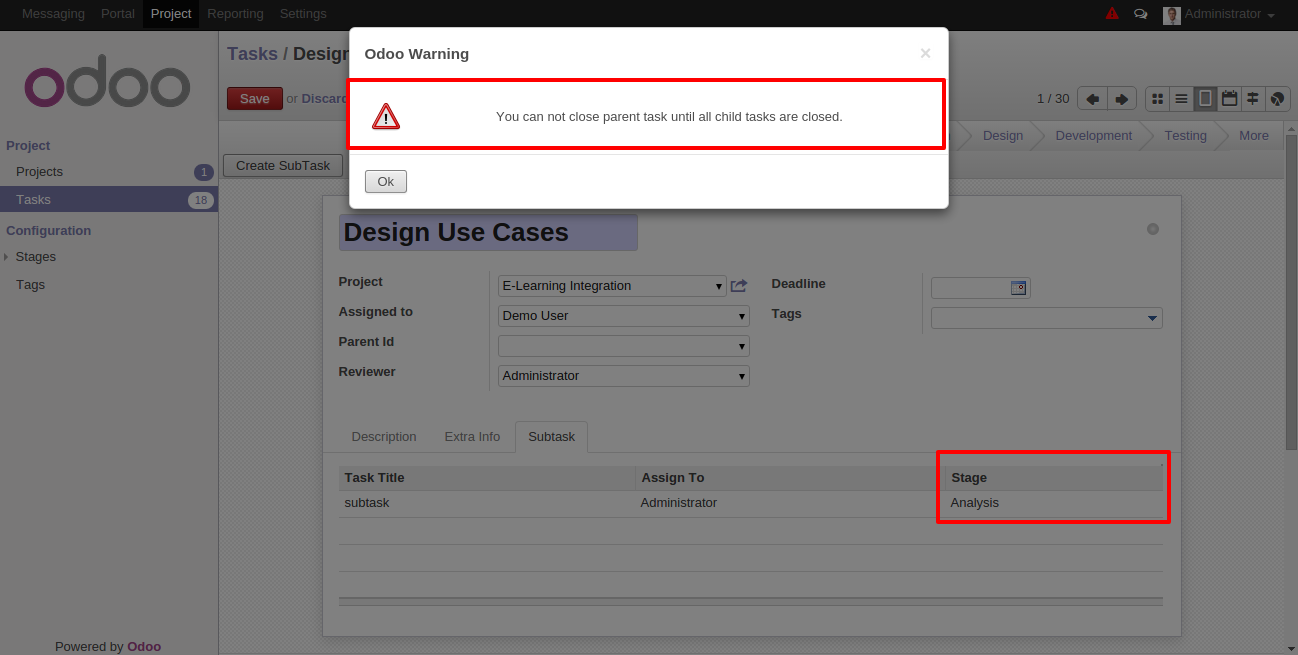 Messaging Portal Project Reporting Settings Administrator
odoo
Tasks / Design
Odoo Warning ×
Save or Discard
1 / 30
You can not close parent task until all child tasks are closed.
Ok
Design Development Testing More
Create SubTask
Project
Projects 1
Tasks 18
Configuration
Stages
Tags
Design Use Cases
Project E-Learning Integration Deadline
Assigned to Demo User Tags
Parent Id
Reviewer Administrator
Description Extra Info Subtask
Task Title Assign To Stage
subtask Administrator Analysis
Powered by Odoo